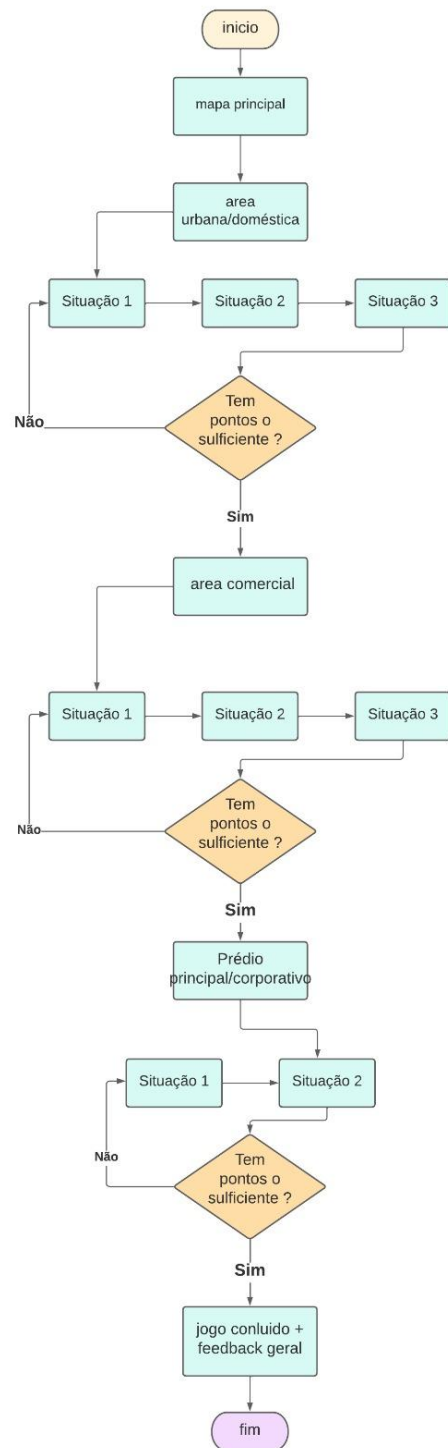 inicio
mapa principal
area
urbana/doméstica
Situação 1
Situação 2
Situação 3
Tem
pontos o
sulficiente ?
Não
Sim
area comercial
Situação 1
Situação 2
Situação 3
Tem
pontos o
sulficiente ?
Não
Sim
Prédio
principal/corporativo
Situação 1
Situação 2
Tem
pontos o
sulficiente ?
Não
Sim
jogo conluido +
feedback geral
fim